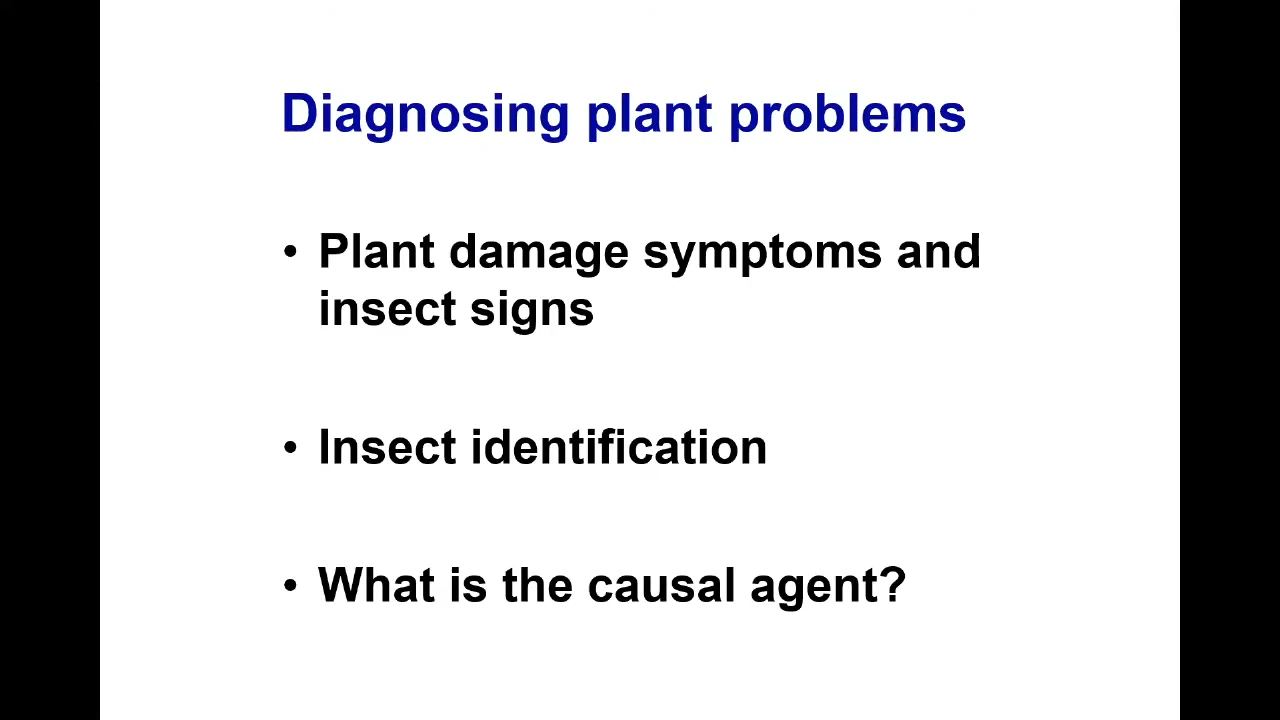 Diagnosing plant problems
• Plant damage symptoms and
insect signs
• Insect identification
• What is the causal agent?